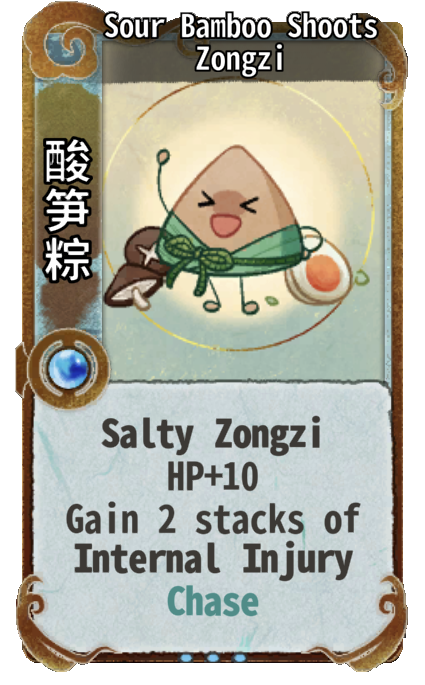 Sour Bamboo Shoots
Zongzi
酸笋粽
Salty Zongzi
HP+10
Gain 2 stacks of
Internal Injury
Chase